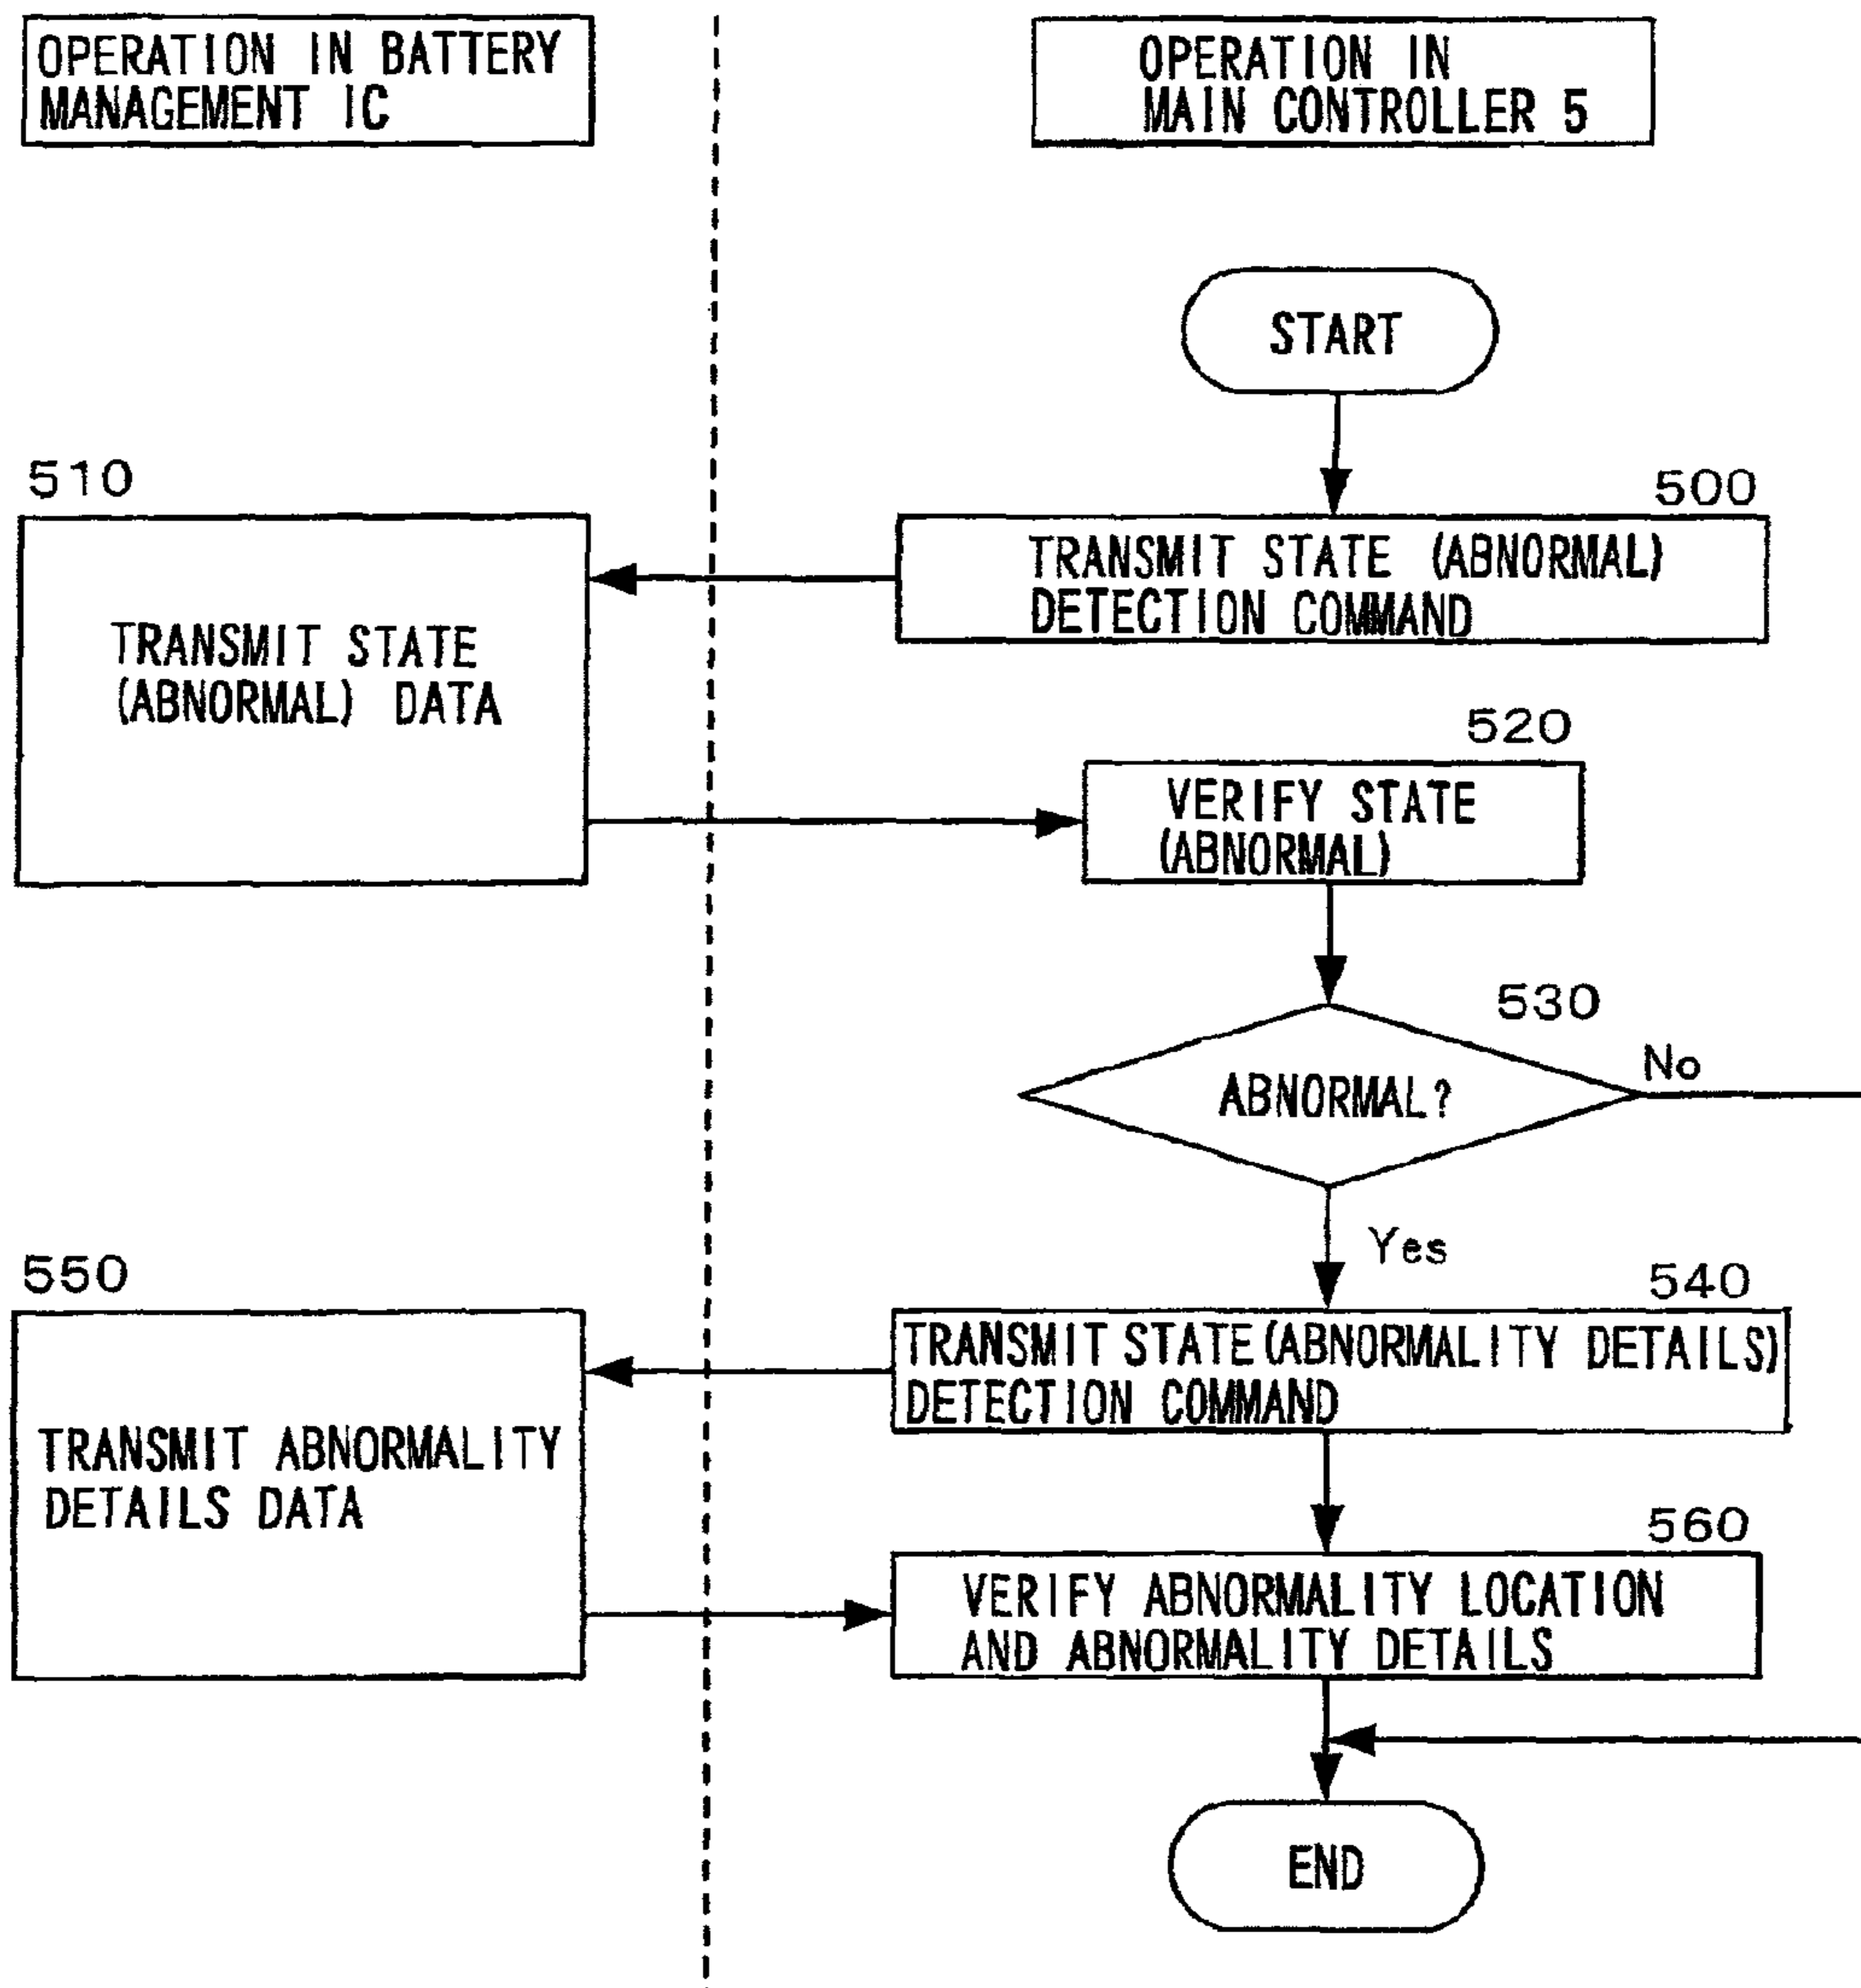 OPERATION IN BATTERY
MANAGEMENT IC
OPERATION IN
MAIN CONTROLLER 5
START
510
500
TRANSMIT STATE (ABNORMAL)
DETECTION COMMAND
TRANSMIT STATE
(ABNORMAL) DATA
520
VERIFY STATE
(ABNORMAL)
530
ABNORMAL?
No
Yes
550
540
TRANSMIT STATE (ABNORMALITY DETAILS)
DETECTION COMMAND
TRANSMIT ABNORMALITY
DETAILS DATA
560
VERIFY ABNORMALITY LOCATION
AND ABNORMALITY DETAILS
END